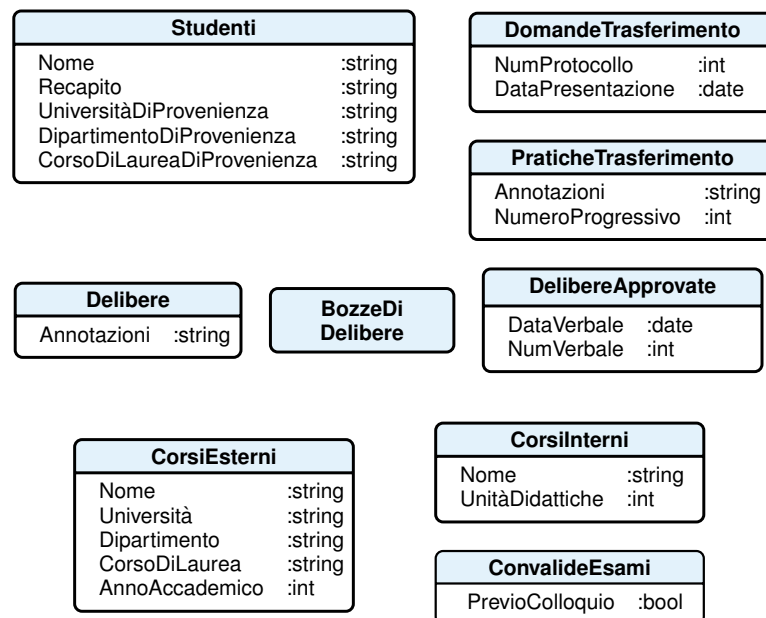 Studenti
Nome :string
Recapito :string
UniversitàDiProvenienza :string
DipartimentoDiProvenienza :string
CorsoDiLaureaDiProvenienza :string
DomandeTrasferimento
NumProtocollo :int
DataPresentazione :date
PraticheTrasferimento
Annotazioni :string
NumeroProgressivo :int
Delibere
Annotazioni :string
BozzeDi
Delibere
DelibereApprovate
DataVerbale :date
NumVerbale :int
CorsiEsterni
Nome :string
Università :string
Dipartimento :string
CorsoDiLaurea :string
AnnoAccademico :int
CorsiInterni
Nome :string
UnitàDidattiche :int
ConvalideEsami
PrevioColloquio :bool